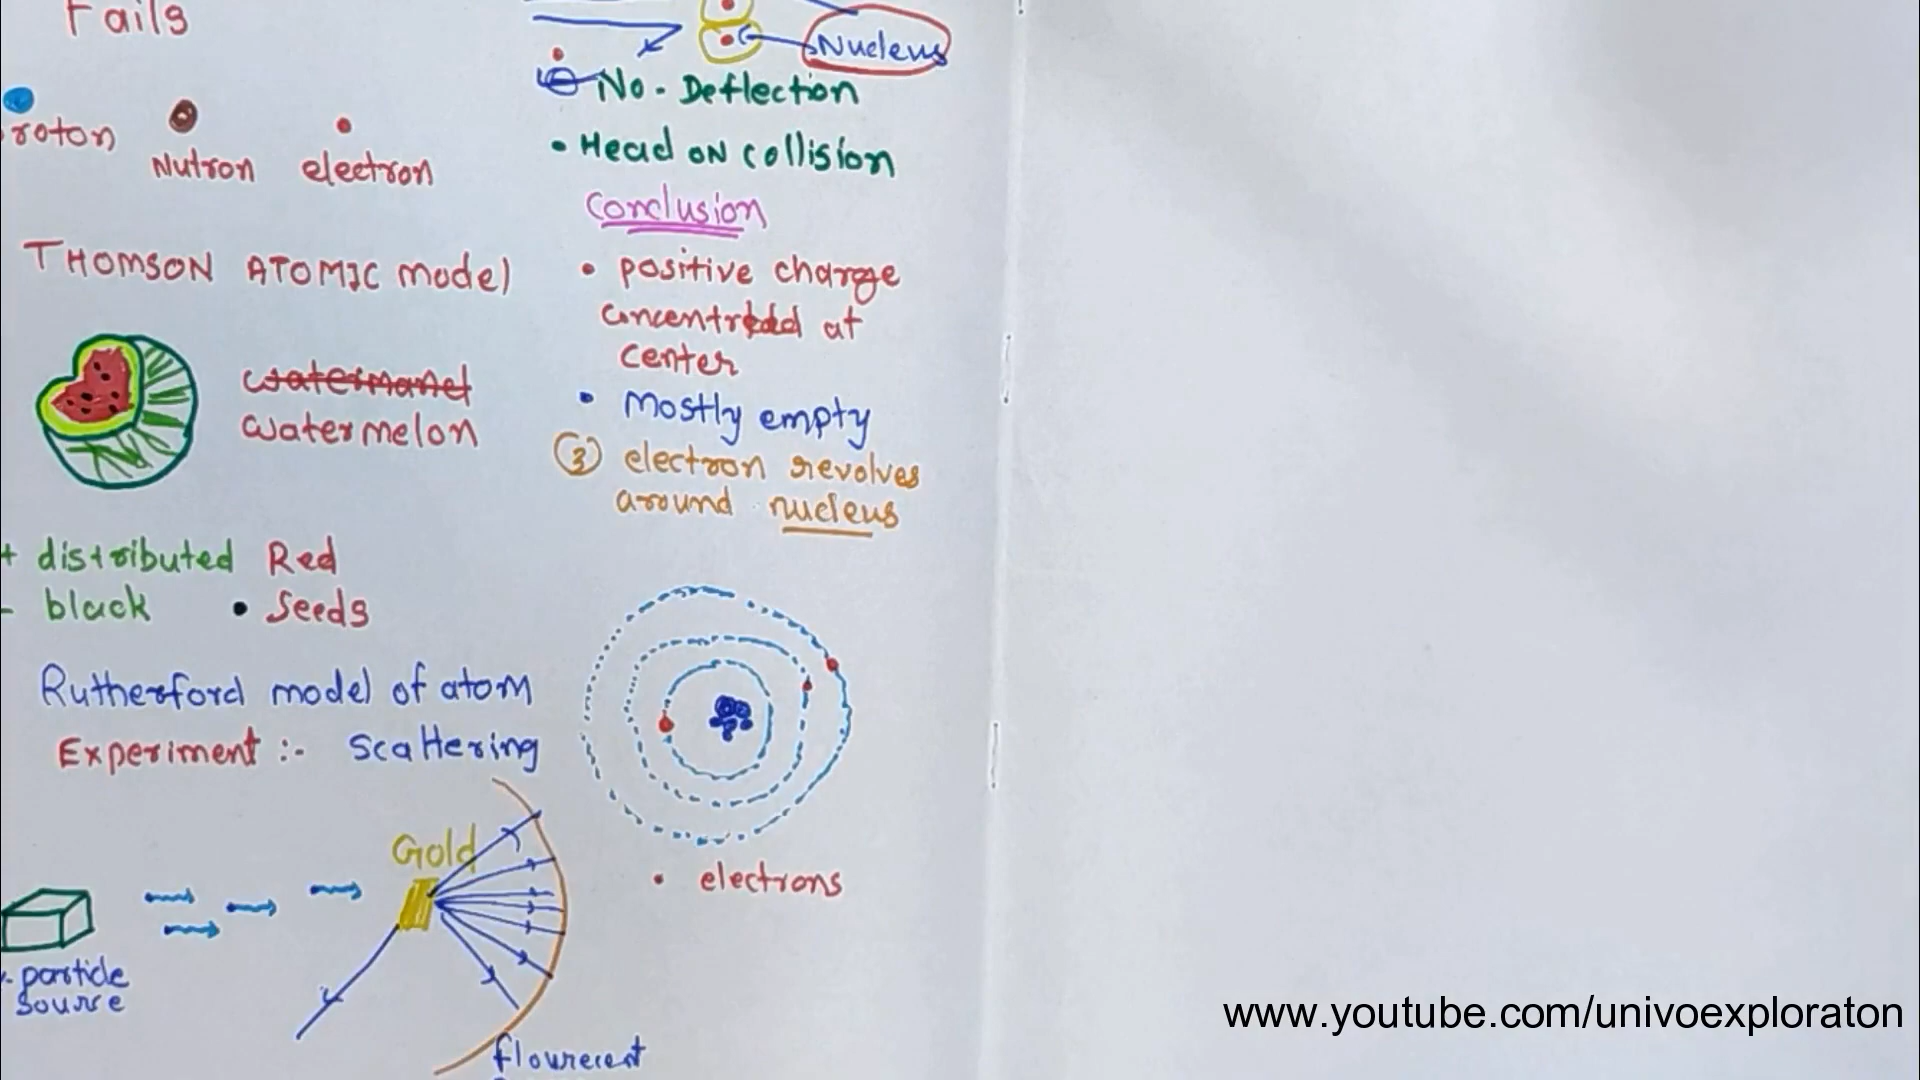 Fails
roton
Nutron
electron
THOMSON ATOMIC model
watermanel
watermelon
+ distributed Red
- black • Seeds
Rutherford model of atom
Experiment :- Scattering
Gold
particle
source
flourecent
Nucleus
No - Deflection
• Head ON collision
Conclusion
• positive charge
concentrated at
center
• Mostly empty
③ electron revolves
around nucleus
• electrons
www.youtube.com/univoexploraton